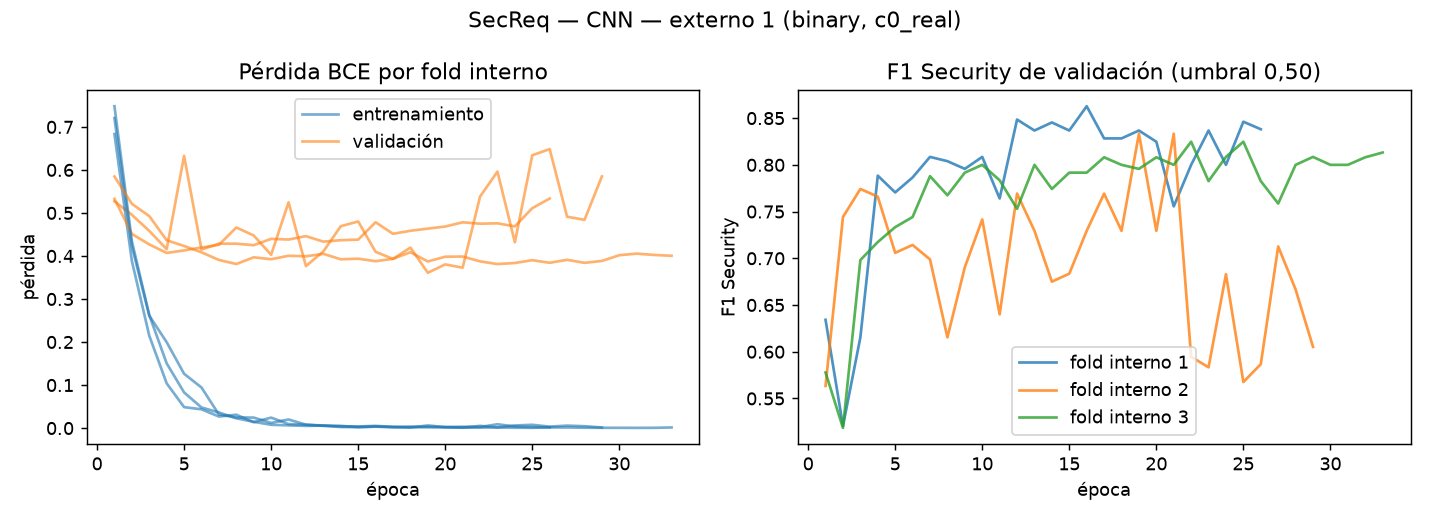 SecReq — CNN — externo 1 (binary, c0_real)
Pérdida BCE por fold interno
entrenamiento
validación
pérdida
0.7
0.6
0.5
0.4
0.3
0.2
0.1
0.0
0
5
10
15
20
25
30
época
F1 Security de validación (umbral 0,50)
F1 Security
0.85
0.80
0.75
0.70
0.65
0.60
0.55
fold interno 1
fold interno 2
fold interno 3
0
5
10
15
20
25
30
época